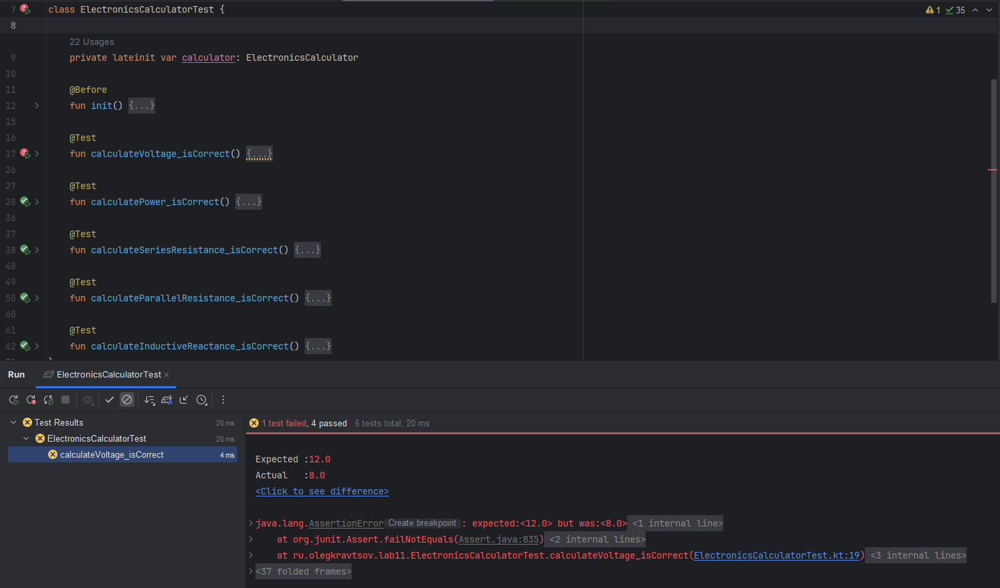 7 class ElectronicsCalculatorTest {
1 35
8
22 Usages
9 private lateinit var calculator: ElectronicsCalculator
10
11 @Before
12 fun init() {...}
15
16 @Test
17 fun calculateVoltage_isCorrect() {...}
26
27 @Test
28 fun calculatePower_isCorrect() {...}
36
37 @Test
38 fun calculateSeriesResistance_isCorrect() {...}
48
49 @Test
50 fun calculateParallelResistance_isCorrect() {...}
60
61 @Test
62 fun calculateInductiveReactance_isCorrect() {...}
Run ElectronicsCalculatorTest
Test Results 20 ms
ElectronicsCalculatorTest 20 ms
calculateVoltage_isCorrect 4 ms
1 test failed, 4 passed 5 tests total, 20 ms
Expected :12.0
Actual :8.0
<Click to see difference>
java.lang.AssertionError Create breakpoint : expected:<12.0> but was:<8.0> <1 internal line>
at org.junit.Assert.failNotEquals(Assert.java:835) <2 internal lines>
at ru.olegkravtsov.lab11.ElectronicsCalculatorTest.calculateVoltage_isCorrect(ElectronicsCalculatorTest.kt:19) <3 internal lines>
<37 folded frames>